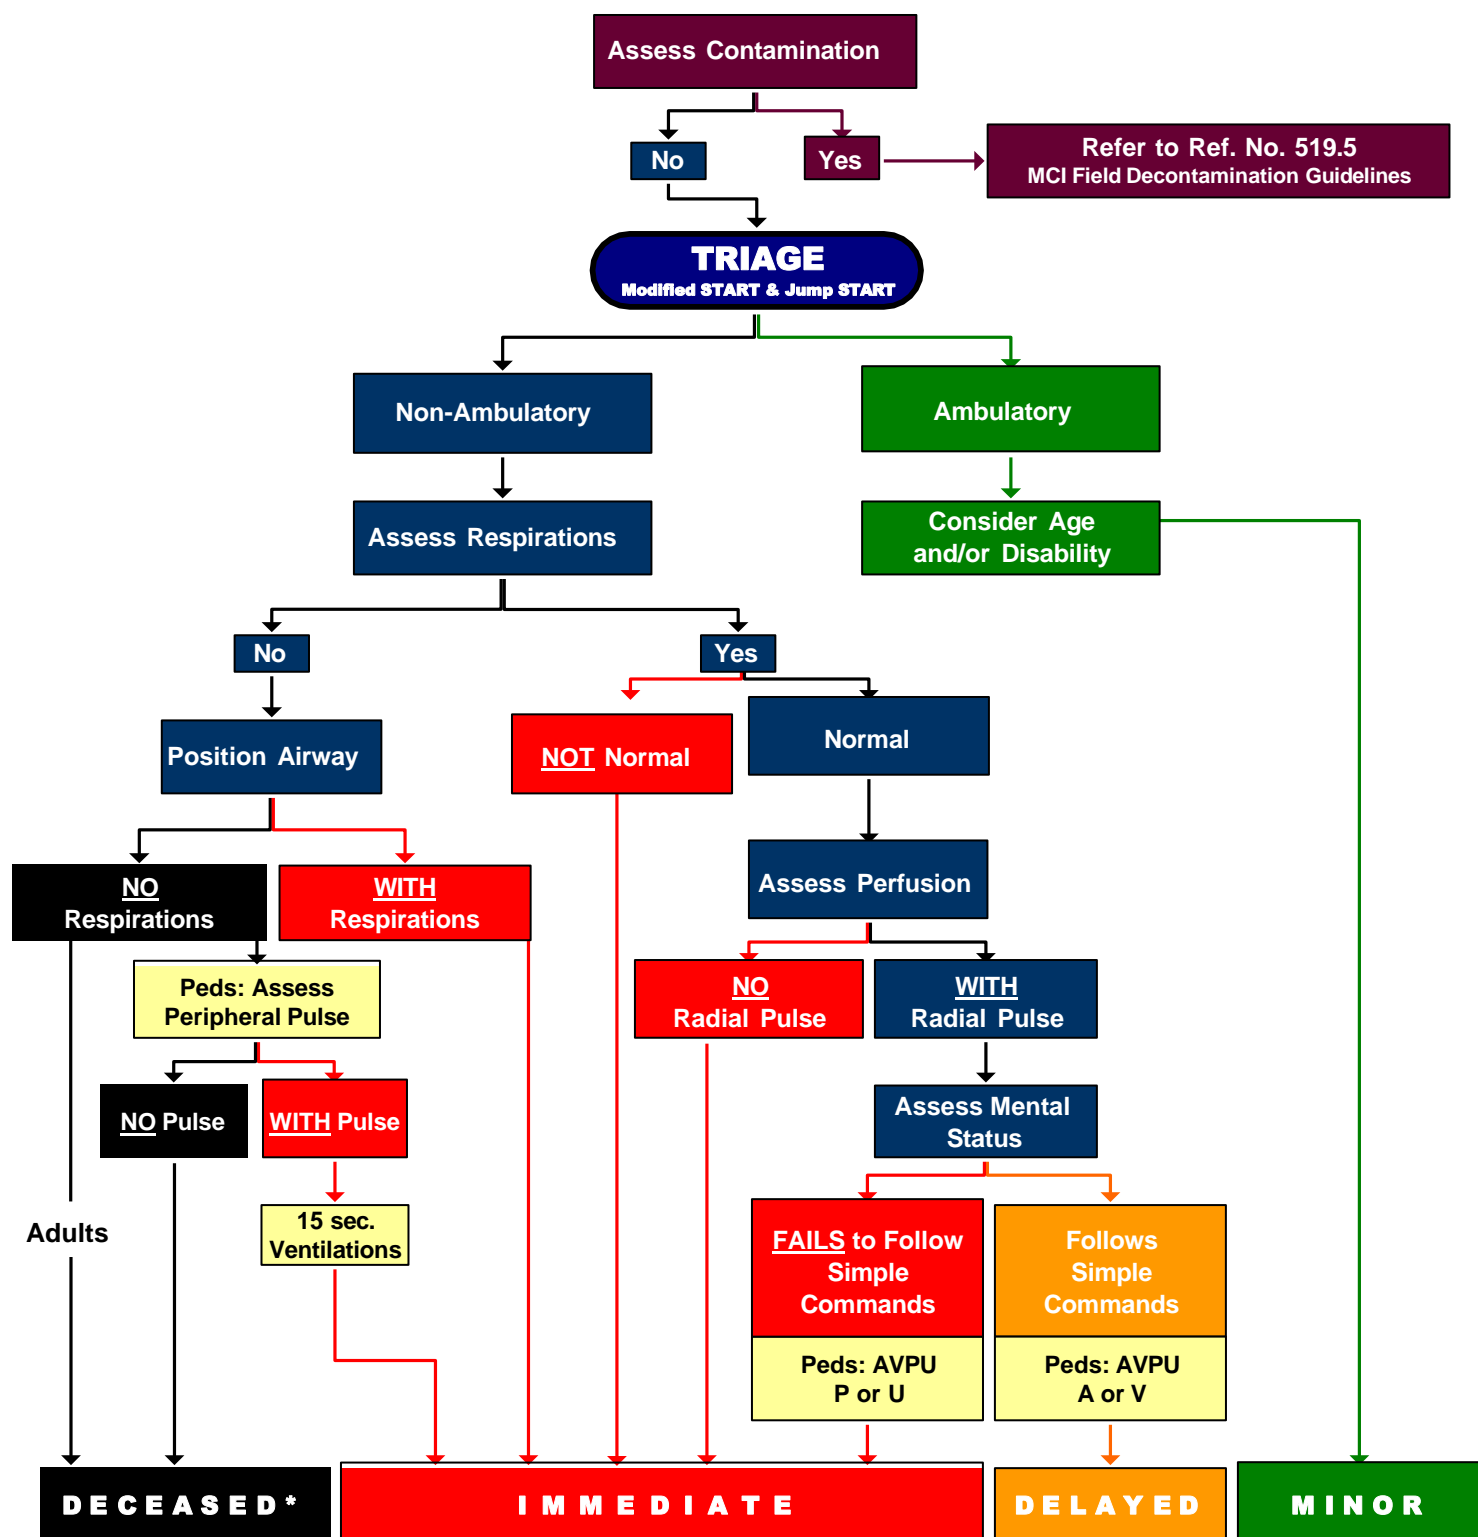 Assess Contamination
No
Yes
Refer to Ref. No. 519.5
MCI Field Decontamination Guidelines
TRIAGE
Modified START & Jump START
Non-Ambulatory
Ambulatory
Assess Respirations
Consider Age
and/or Disability
No
Yes
Position Airway
NOT Normal
Normal
NO
Respirations
WITH
Respirations
Assess Perfusion
Peds: Assess
Peripheral Pulse
NO
Radial Pulse
WITH
Radial Pulse
NO Pulse
WITH Pulse
Assess Mental
Status
Adults
15 sec.
Ventilations
FAILS to Follow
Simple
Commands
Follows
Simple
Commands
Peds: AVPU
P or U
Peds: AVPU
A or V
DECEASED*
IMMEDIATE
DELAYED
MINOR